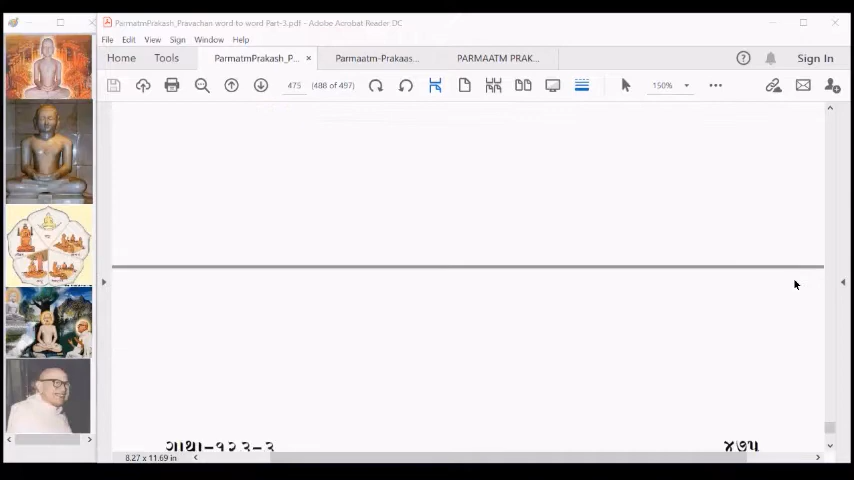 ParmatmPrakash_Pravachan word to word Part-3.pdf - Adobe Acrobat Reader DC
File Edit View Sign Window Help
Home Tools ParmatmPrakash_P... × Parmaatm-Prakaas... PARMAATM PRAK... Sign In
475 (488 of 497) 150%
ગાથા-૧૨૩-૩ ૪૭૫
8.27 x 11.69 in